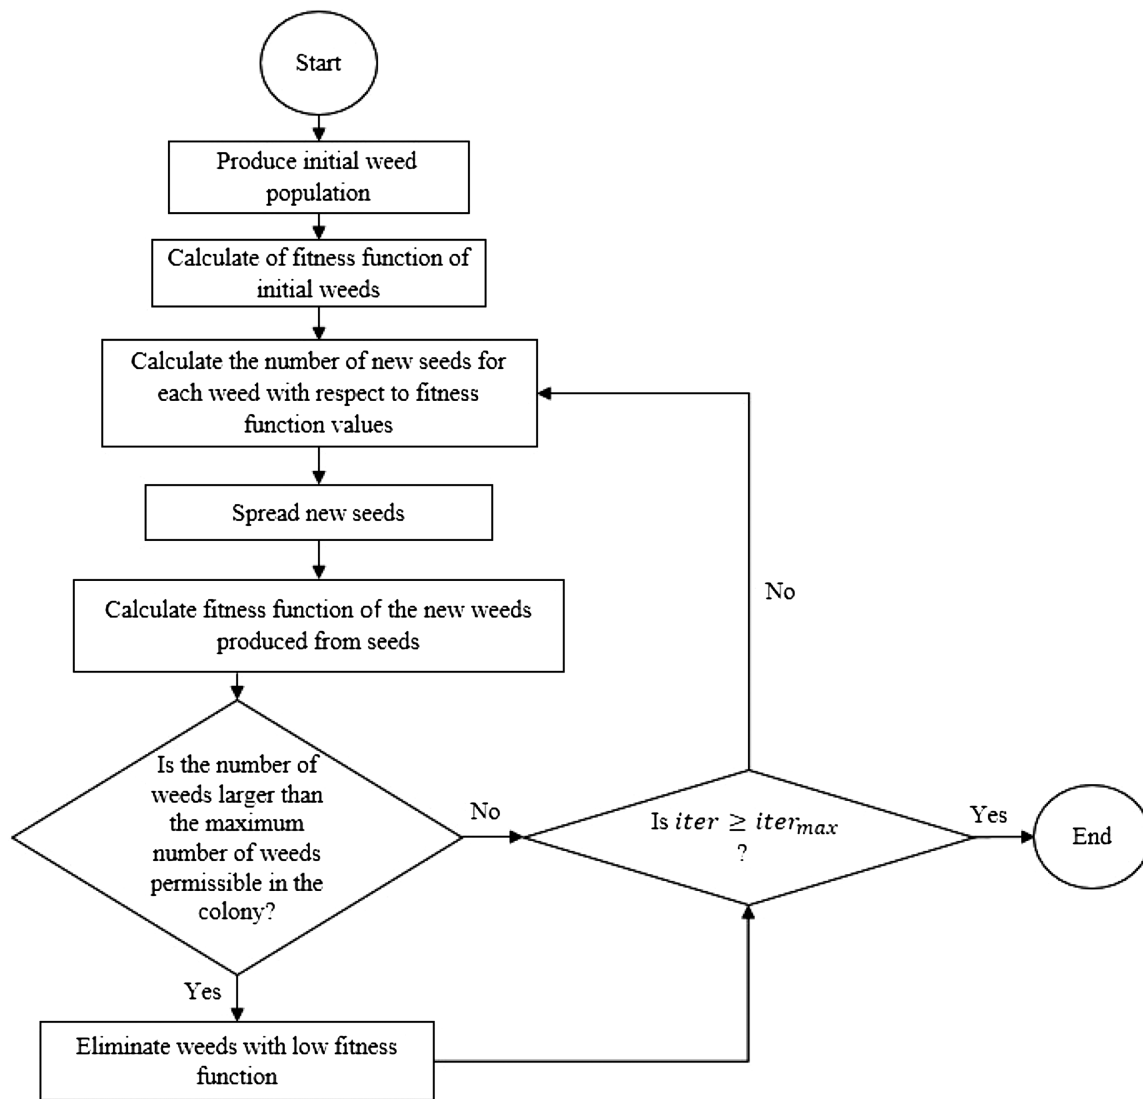 Start
Produce initial weed
population
Calculate of fitness function of
initial weeds
Calculate the number of new seeds for
each weed with respect to fitness
function values
Spread new seeds
No
Calculate fitness function of the new weeds
produced from seeds
Is the number of
weeds larger than
the maximum
number of weeds
permissible in the
colony?
No
Is iter ≥ iter_max
?
Yes
End
Yes
Eliminate weeds with low fitness
function